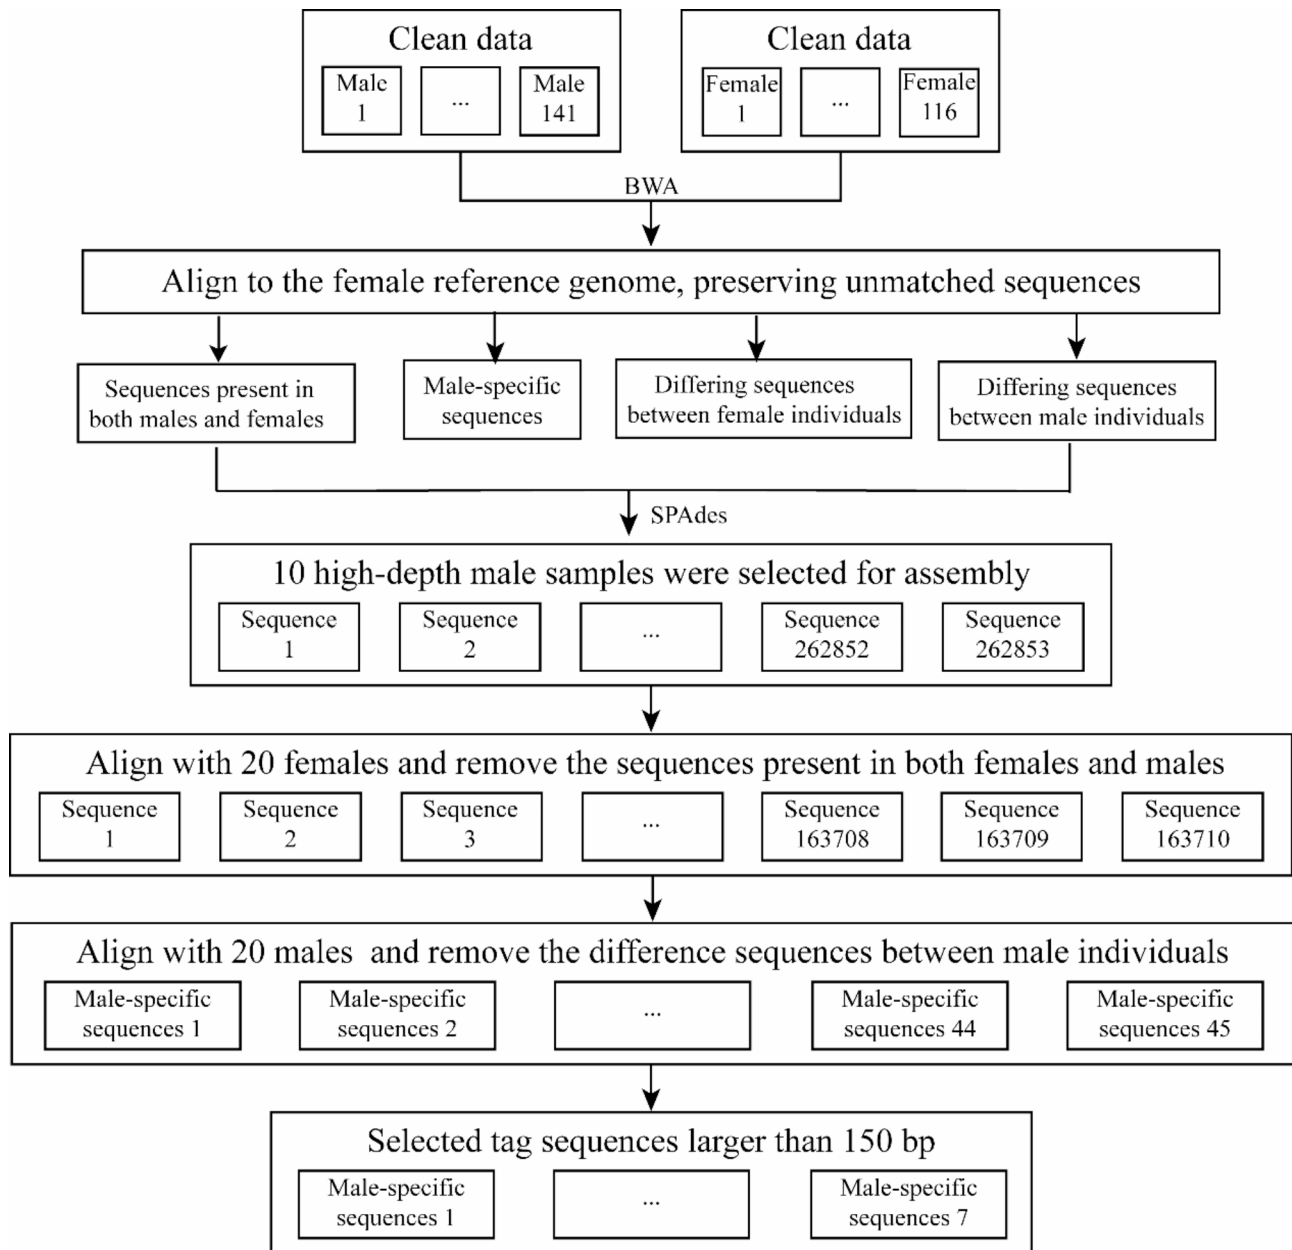 Clean data
Male
1
...
Male
141
Clean data
Female
1
...
Female
116
BWA
Align to the female reference genome, preserving unmatched sequences
Sequences present in
both males and females
Male-specific
sequences
Differing sequences
between female individuals
Differing sequences
between male individuals
SPAdes
10 high-depth male samples were selected for assembly
Sequence
1
Sequence
2
...
Sequence
262852
Sequence
262853
Align with 20 females and remove the sequences present in both females and males
Sequence
1
Sequence
2
Sequence
3
...
Sequence
163708
Sequence
163709
Sequence
163710
Align with 20 males and remove the difference sequences between male individuals
Male-specific
sequences 1
Male-specific
sequences 2
...
Male-specific
sequences 44
Male-specific
sequences 45
Selected tag sequences larger than 150 bp
Male-specific
sequences 1
...
Male-specific
sequences 7